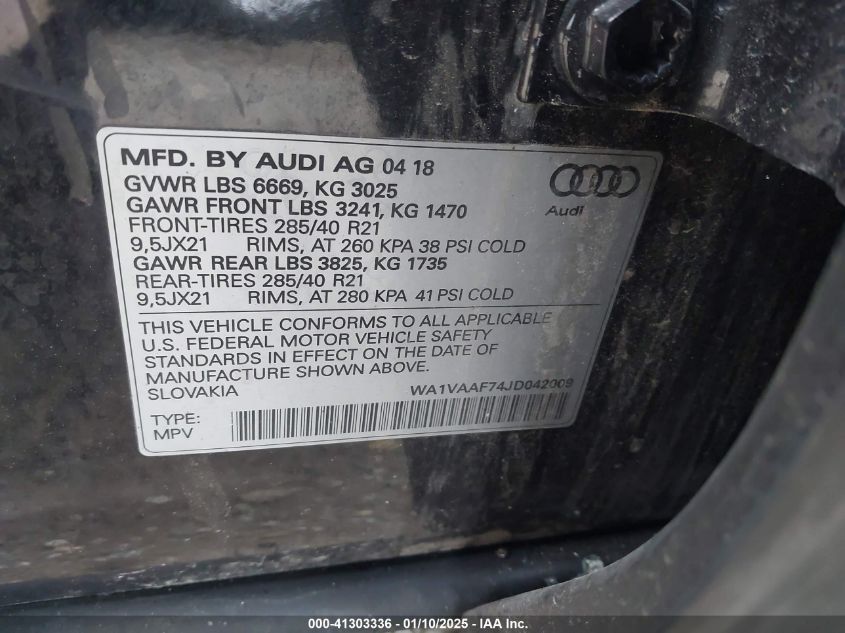 MFD. BY AUDI AG 04 18
GVWR LBS 6669, KG 3025
GAWR FRONT LBS 3241, KG 1470
FRONT-TIRES 285/40 R21
9,5JX21 RIMS, AT 260 KPA 38 PSI COLD
GAWR REAR LBS 3825, KG 1735
REAR-TIRES 285/40 R21
9,5JX21 RIMS, AT 280 KPA 41 PSI COLD
Audi
THIS VEHICLE CONFORMS TO ALL APPLICABLE
U.S. FEDERAL MOTOR VEHICLE SAFETY
STANDARDS IN EFFECT ON THE DATE OF
MANUFACTURE SHOWN ABOVE.
SLOVAKIA WA1VAAF74JD042009
TYPE:
MPV
000-41303336 - 01/10/2025 - IAA Inc.